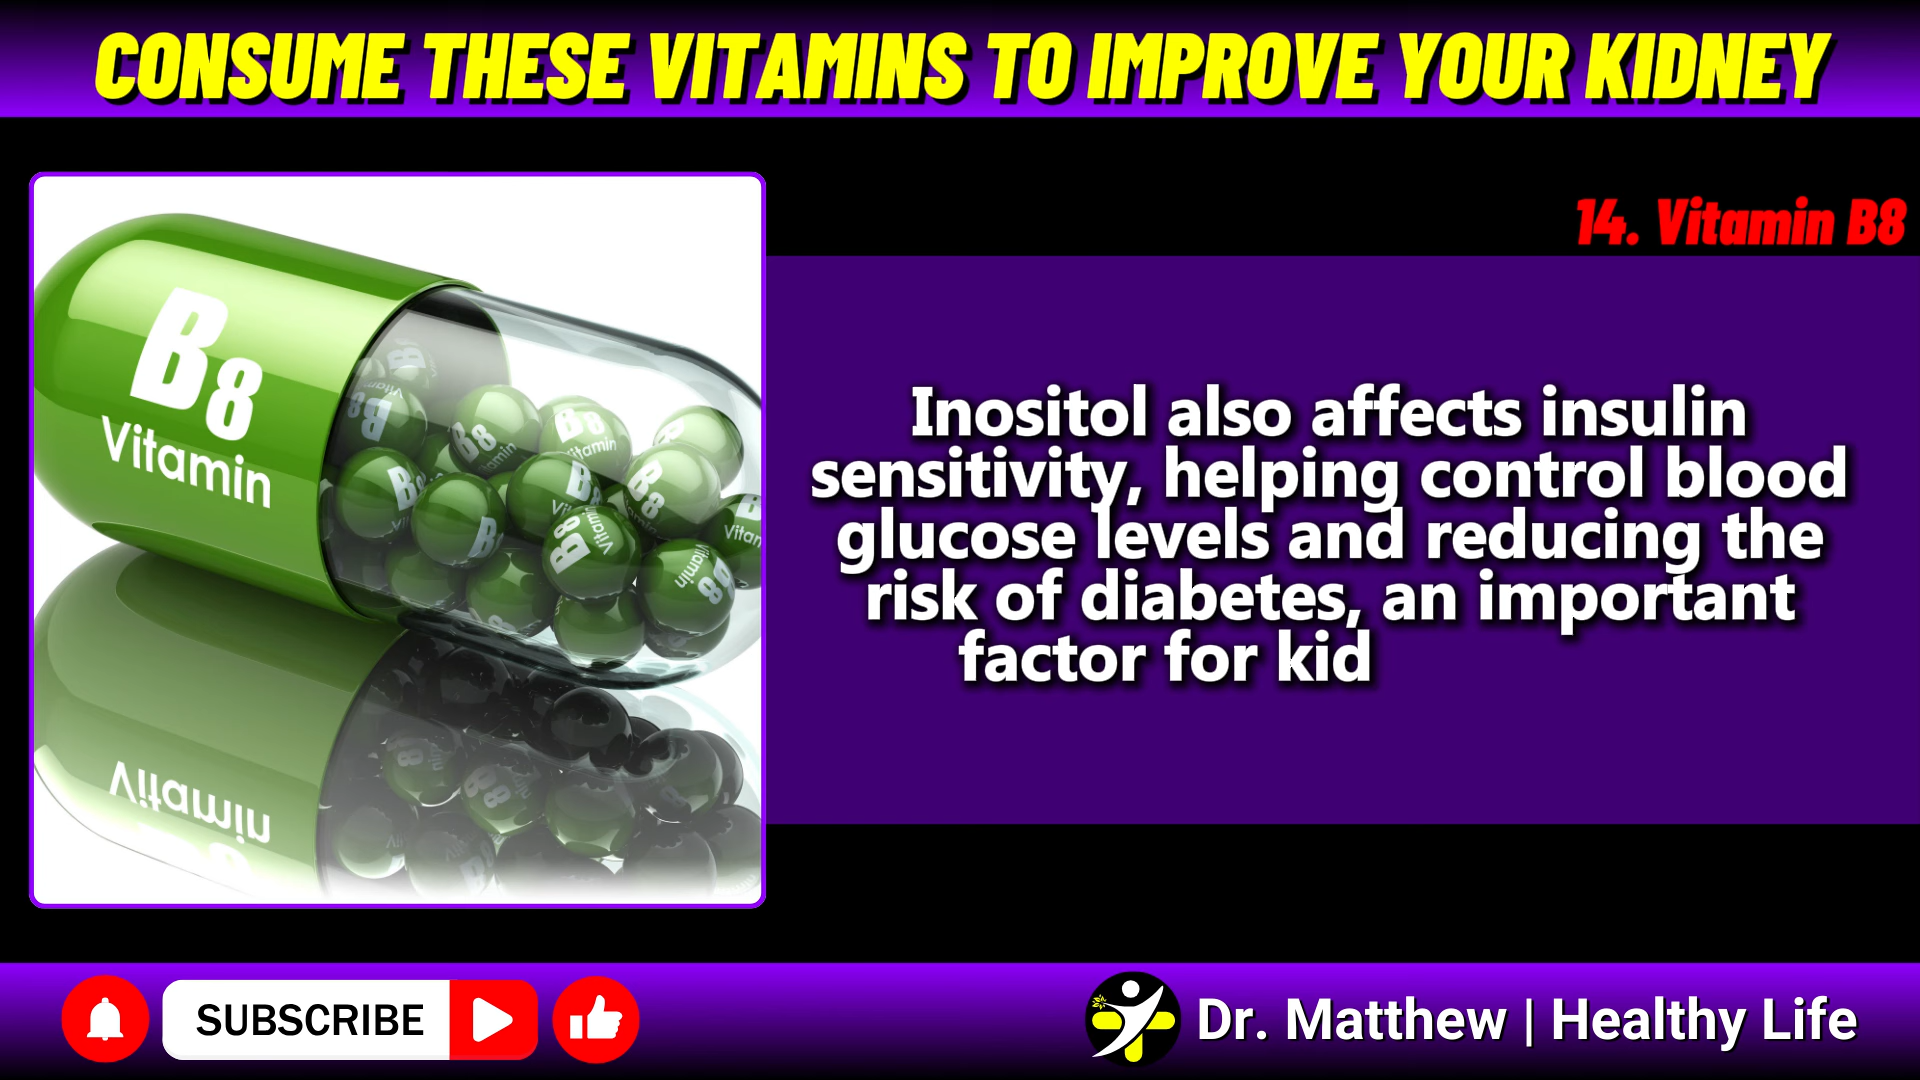 CONSUME THESE VITAMINS TO IMPROVE YOUR KIDNEY
14. Vitamin B8
B8
Vitamin
Inositol also affects insulin
sensitivity, helping control blood
glucose levels and reducing the
risk of diabetes, an important
factor for kid
SUBSCRIBE
Dr. Matthew | Healthy Life